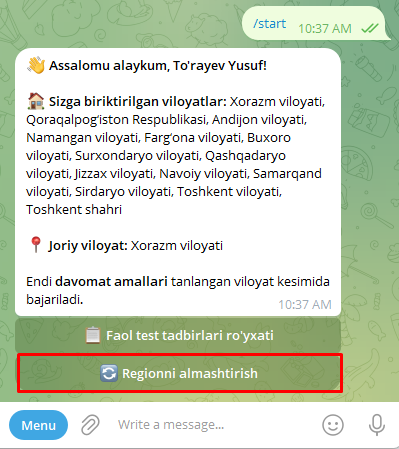 /start 10:37 AM
👋 Assalomu alaykum, To'rayev Yusuf!
🏠 Sizga biriktirilgan viloyatlar: Xorazm viloyati,
Qoraqalpog‘iston Respublikasi, Andijon viloyati,
Namangan viloyati, Farg‘ona viloyati, Buxoro
viloyati, Surxondaryo viloyati, Qashqadaryo
viloyati, Jizzax viloyati, Navoiy viloyati, Samarqand
viloyati, Sirdaryo viloyati, Toshkent viloyati,
Toshkent shahri
📍 Joriy viloyat: Xorazm viloyati
Endi davomat amallari tanlangan viloyat kesimida
bajariladi.
10:37 AM
📋 Faol test tadbirlari ro'yxati
🔄 Regionni almashtirish
Menu Write a message...